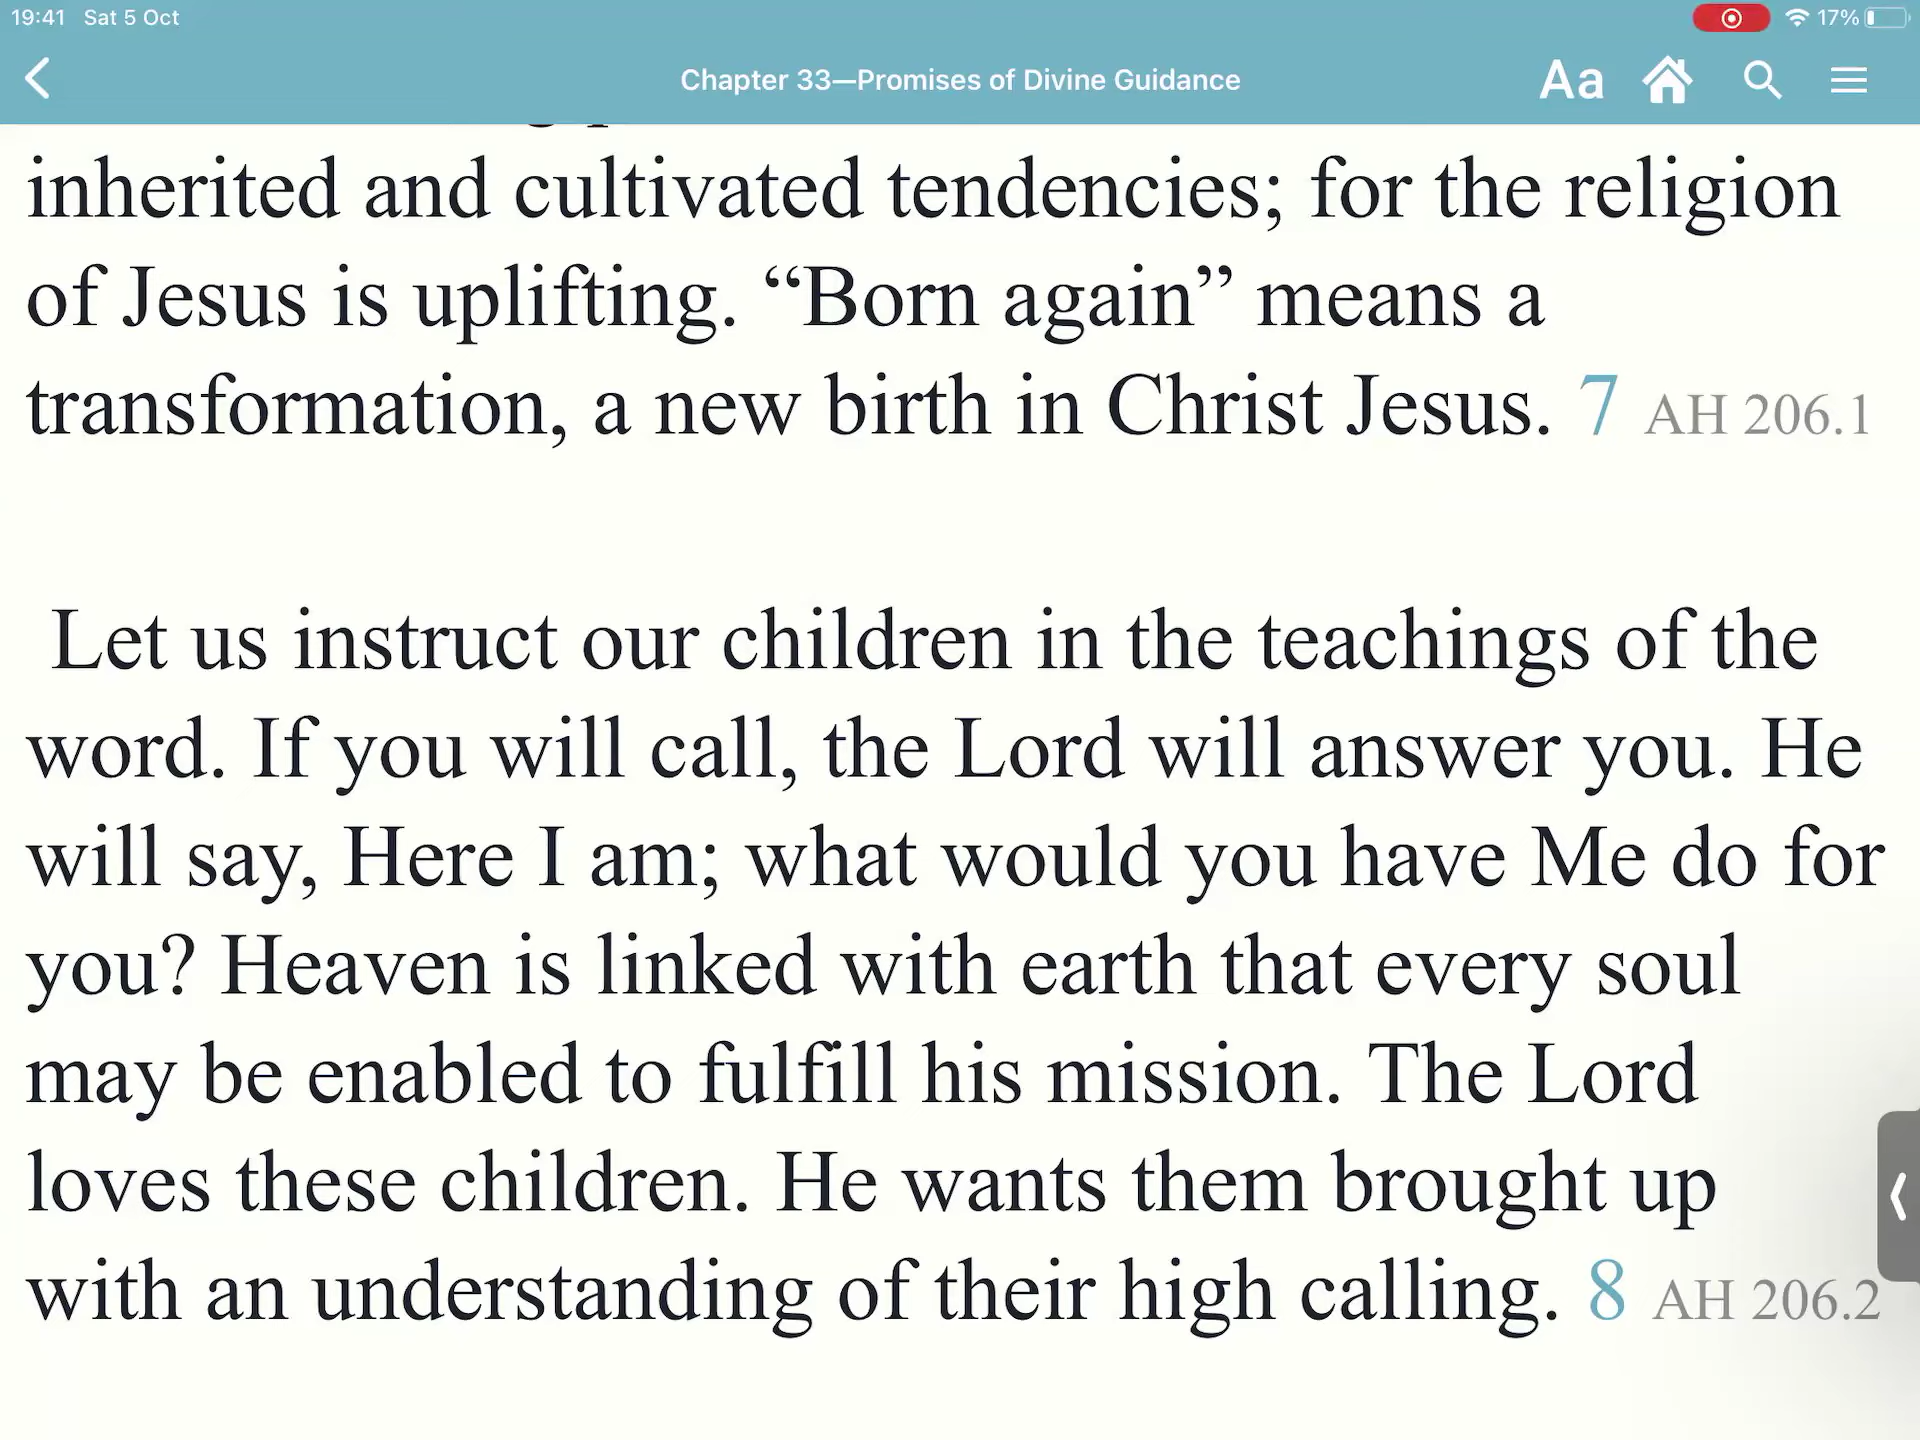 19:41 Sat 5 Oct
17%
Chapter 33—Promises of Divine Guidance
Aa
inherited and cultivated tendencies; for the religion
of Jesus is uplifting. “Born again” means a
transformation, a new birth in Christ Jesus. 7 AH 206.1
Let us instruct our children in the teachings of the
word. If you will call, the Lord will answer you. He
will say, Here I am; what would you have Me do for
you? Heaven is linked with earth that every soul
may be enabled to fulfill his mission. The Lord
loves these children. He wants them brought up
with an understanding of their high calling. 8 AH 206.2